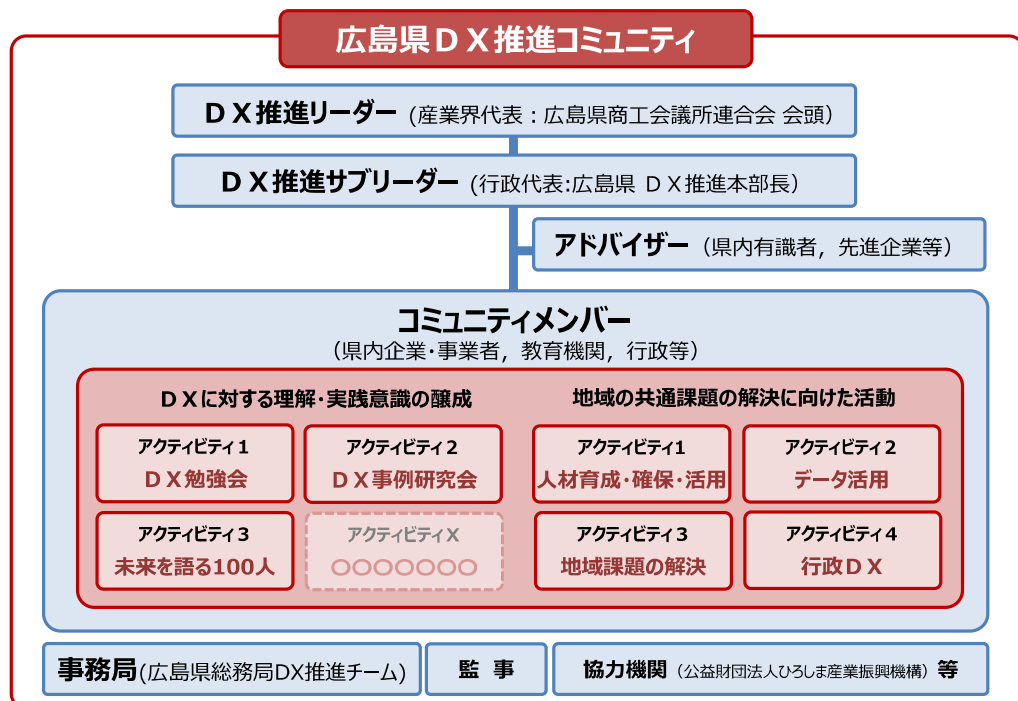 広島県ＤＸ推進コミュニティ
ＤＸ推進リーダー (産業界代表：広島県商工会議所連合会 会頭）
ＤＸ推進サブリーダー (行政代表:広島県 ＤＸ推進本部長）
アドバイザー（県内有識者，先進企業等）
コミュニティメンバー
（県内企業･事業者，教育機関，行政等）
ＤＸに対する理解･実践意識の醸成
アクティビティ１
ＤＸ勉強会
アクティビティ２
ＤＸ事例研究会
アクティビティ３
未来を語る100人
アクティビティX
〇〇〇〇〇〇〇
地域の共通課題の解決に向けた活動
アクティビティ1
人材育成･確保･活用
アクティビティ２
データ活用
アクティビティ３
地域課題の解決
アクティビティ４
行政ＤＸ
事務局(広島県総務局DX推進チーム)
監 事
協力機関（公益財団法人ひろしま産業振興機構）等